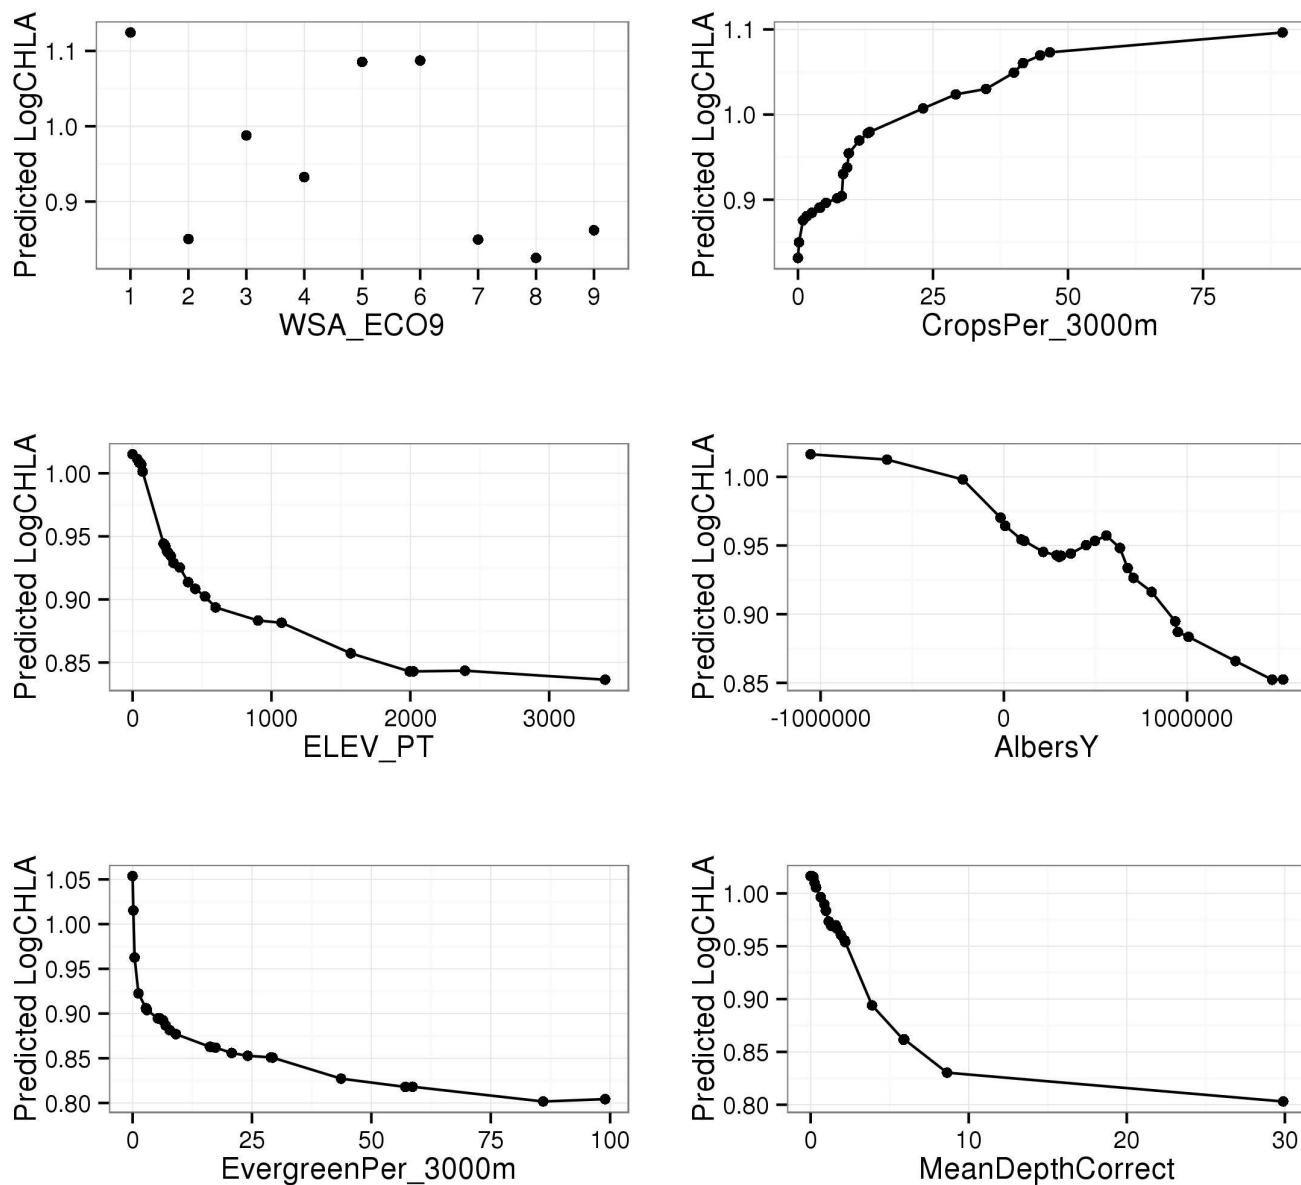 Predicted LogCHLA
1.1
1.0
0.9
1 2 3 4 5 6 7 8 9
WSA_ECO9
Predicted LogCHLA
1.1
1.0
0.9
0 25 50 75
CropsPer_3000m
Predicted LogCHLA
1.00
0.95
0.90
0.85
0 1000 2000 3000
ELEV_PT
Predicted LogCHLA
1.00
0.95
0.90
0.85
-1000000 0 1000000
AlbersY
Predicted LogCHLA
1.05
1.00
0.95
0.90
0.85
0.80
0 25 50 75 100
EvergreenPer_3000m
Predicted LogCHLA
1.00
0.95
0.90
0.85
0.80
0 10 20 30
MeanDepthCorrect